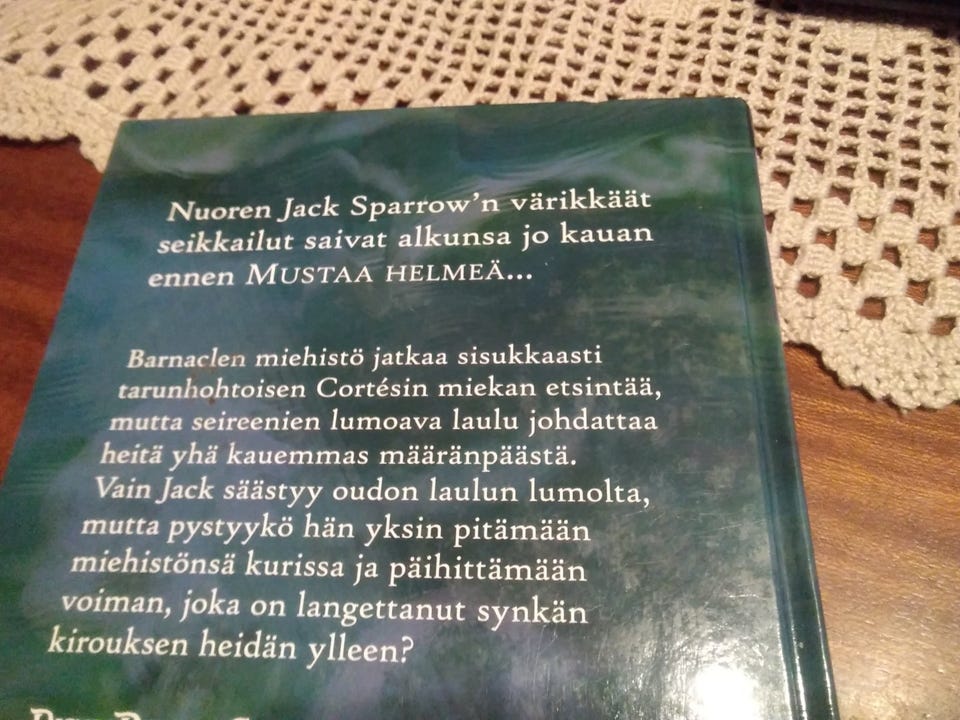 Nuoren Jack Sparrow'n värikkäät
seikkailut saivat alkunsa jo kauan
ennen MUSTAA HELMEÄ...
Barnaclen miehistö jatkaa sisukkaasti
tarunhohtoisen Cortésin miekan etsintää,
mutta seireenien lumoava laulu johdattaa
heitä yhä kauemmas määränpäästä.
Vain Jack säästyy oudon laulun lumolta,
mutta pystyykö hän yksin pitämään
miehistönsä kurissa ja päihittämään
voiman, joka on langettanut synkän
kirouksen heidän ylleen?